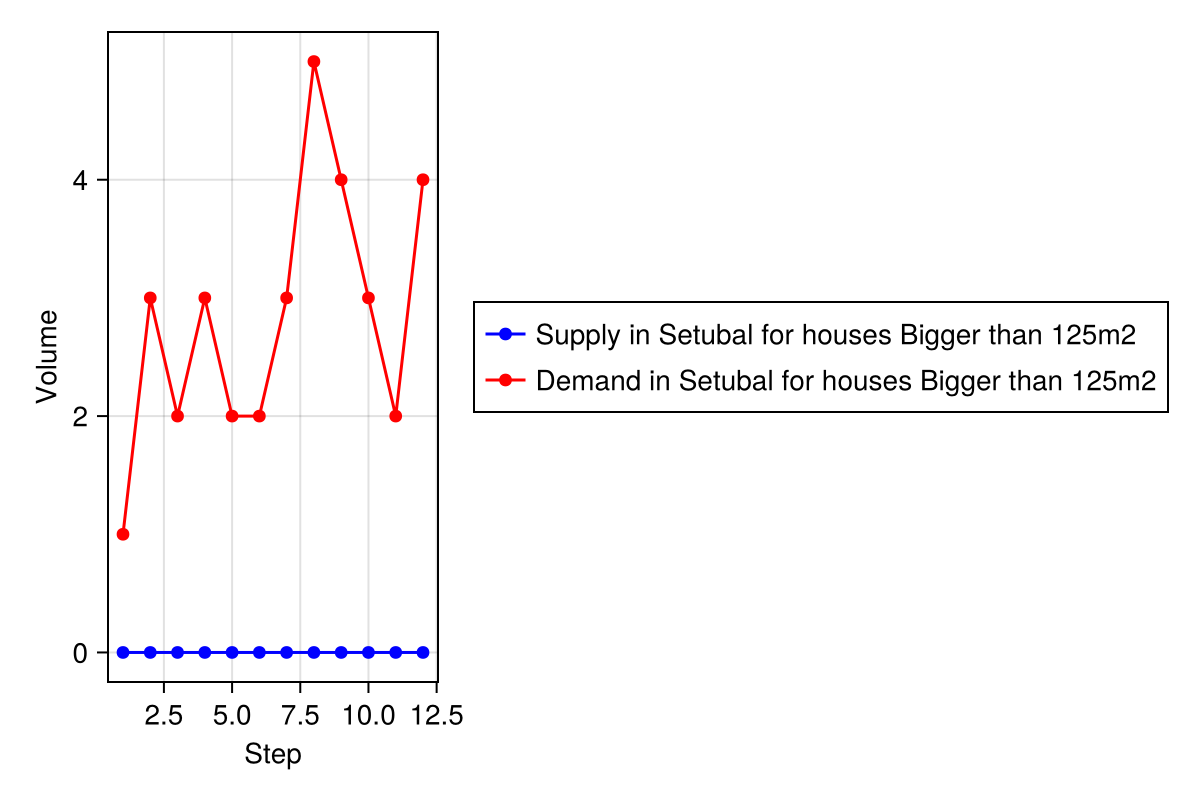 Volume
4
2
0
2.5 5.0 7.5 10.0 12.5
Step
Supply in Setubal for houses Bigger than 125m2
Demand in Setubal for houses Bigger than 125m2